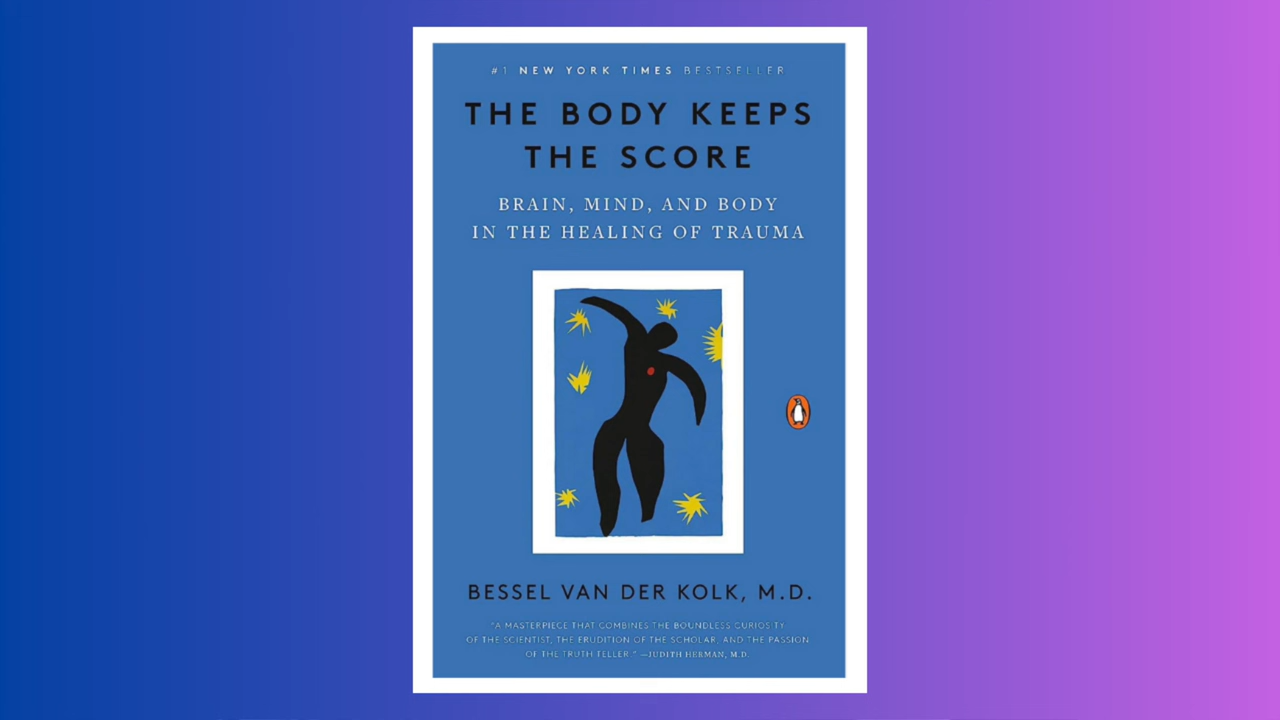 #1 NEW YORK TIMES BESTSELLER
THE BODY KEEPS
THE SCORE
BRAIN, MIND, AND BODY
IN THE HEALING OF TRAUMA
BESSEL VAN DER KOLK, M.D.
"A MASTERPIECE THAT COMBINES THE BOUNDLESS CURIOSITY
OF THE SCIENTIST, THE ERUDITION OF THE SCHOLAR, AND THE PASSION
OF THE TRUTH TELLER." —JUDITH HERMAN, M.D.